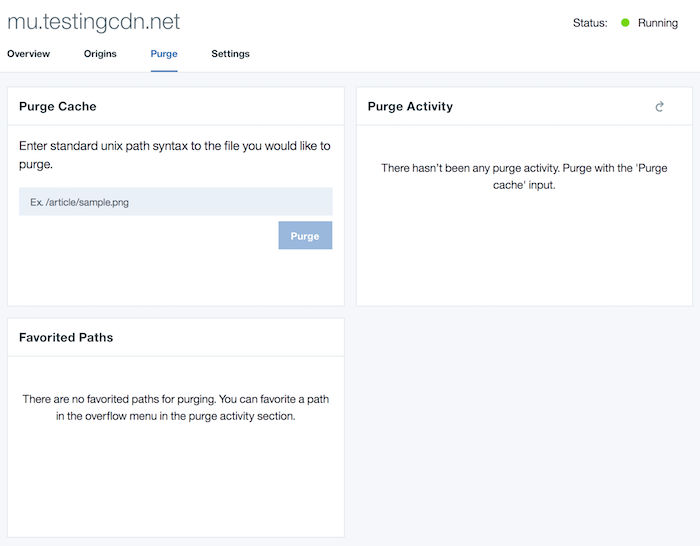 mu.testingcdn.net
Status: Running
Overview Origins Purge Settings
Purge Cache
Enter standard unix path syntax to the file you would like to
purge.
Ex. /article/sample.png
Purge
Purge Activity
There hasn't been any purge activity. Purge with the 'Purge
cache' input.
Favorited Paths
There are no favorited paths for purging. You can favorite a path
in the overflow menu in the purge activity section.